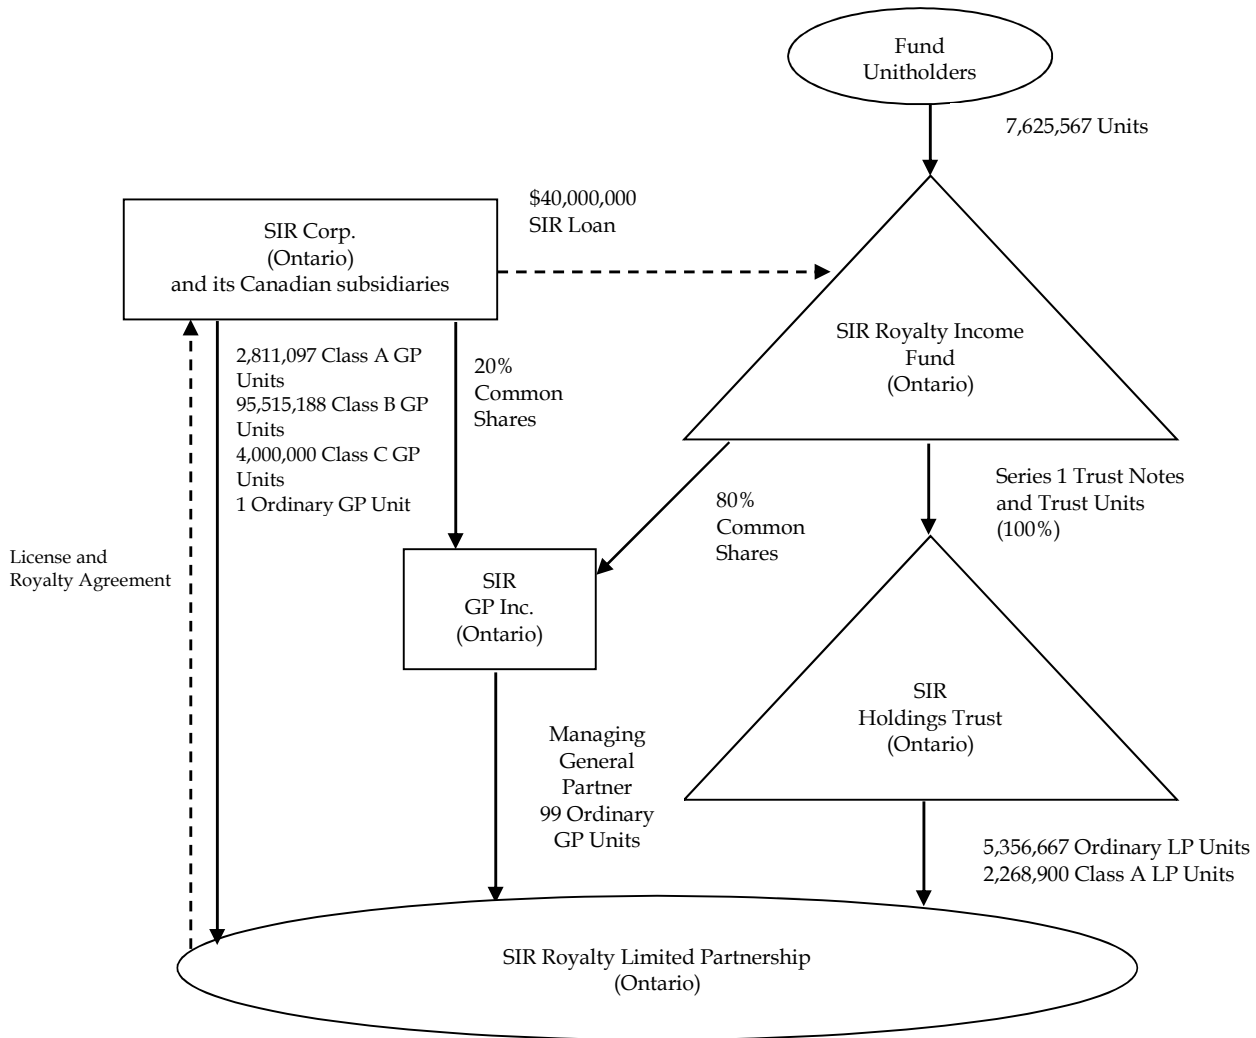 Fund
Unitholders
7,625,567 Units
$40,000,000
SIR Loan
SIR Corp.
(Ontario)
and its Canadian subsidiaries
SIR Royalty Income
Fund
(Ontario)
2,811,097 Class A GP
Units
95,515,188 Class B GP
Units
4,000,000 Class C GP
Units
1 Ordinary GP Unit
20%
Common
Shares
80%
Common
Shares
Series 1 Trust Notes
and Trust Units
(100%)
License and
Royalty Agreement
SIR
GP Inc.
(Ontario)
SIR
Holdings Trust
(Ontario)
Managing
General
Partner
99 Ordinary
GP Units
5,356,667 Ordinary LP Units
2,268,900 Class A LP Units
SIR Royalty Limited Partnership
(Ontario)